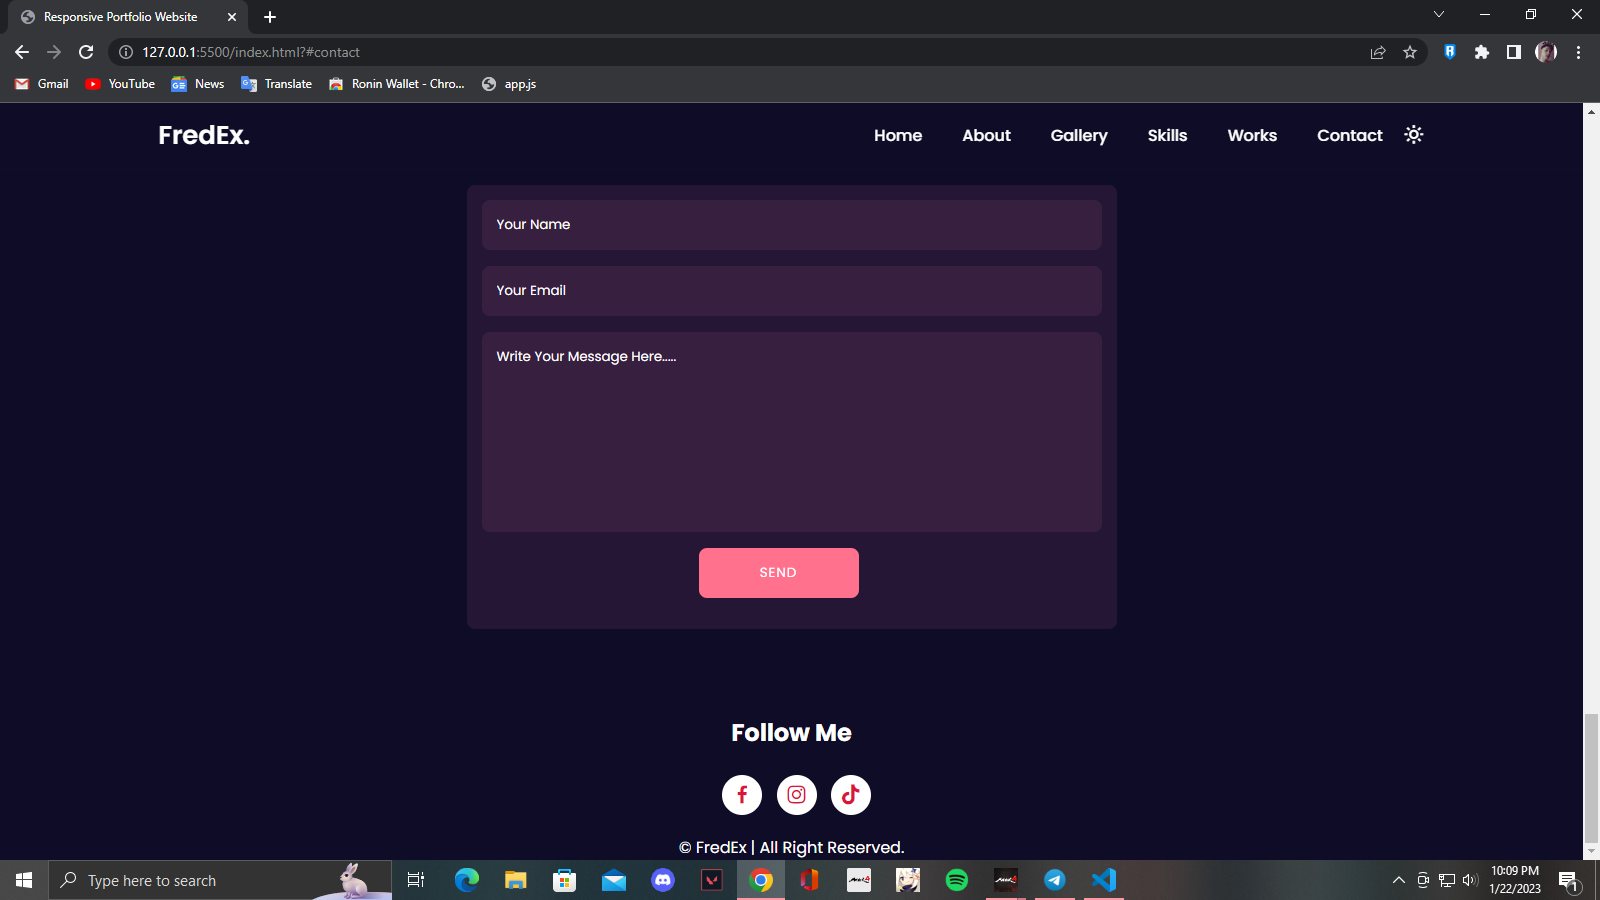 Responsive Portfolio Website
127.0.0.1:5500/index.html?#contact
Gmail YouTube News Translate Ronin Wallet - Chro... app.js
FredEx. Home About Gallery Skills Works Contact
Your Name
Your Email
Write Your Message Here.....
SEND
Follow Me
© FredEx | All Right Reserved.
Type here to search
10:09 PM
1/22/2023
1